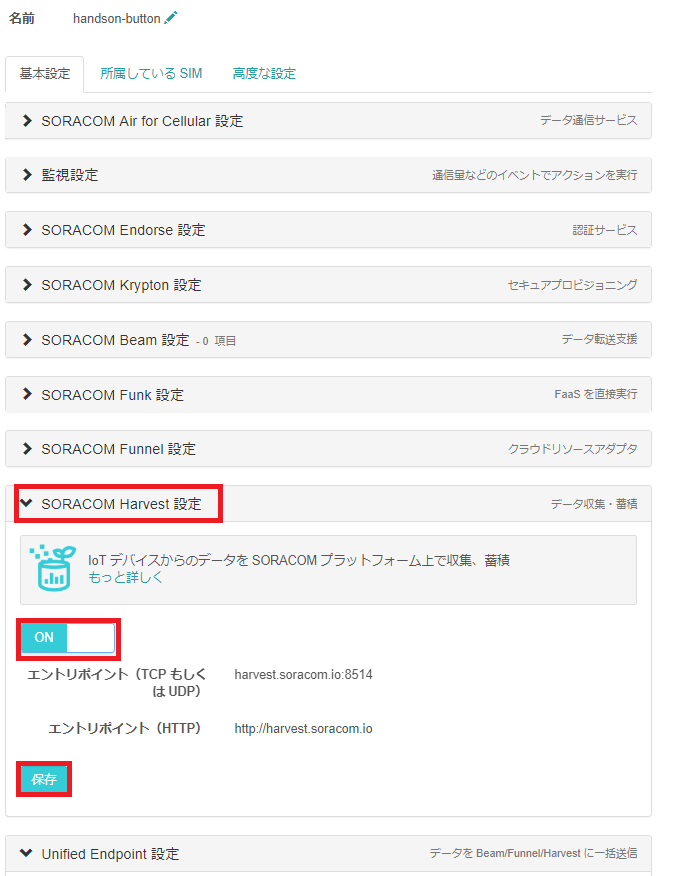 名前 handson-button
基本設定 所属している SIM 高度な設定
SORACOM Air for Cellular 設定 データ通信サービス
監視設定 通信量などのイベントでアクションを実行
SORACOM Endorse 設定 認証サービス
SORACOM Krypton 設定 セキュアプロビジョニング
SORACOM Beam 設定 - 0 項目 データ転送支援
SORACOM Funk 設定 FaaS を直接実行
SORACOM Funnel 設定 クラウドリソースアダプタ
SORACOM Harvest 設定 データ収集・蓄積
IoT デバイスからのデータを SORACOM プラットフォーム上で収集、蓄積
もっと詳しく
ON
エントリポイント（TCP もしく harvest.soracom.io:8514
は UDP）
エントリポイント（HTTP） http://harvest.soracom.io
保存
Unified Endpoint 設定 データを Beam/Funnel/Harvest に一括送信